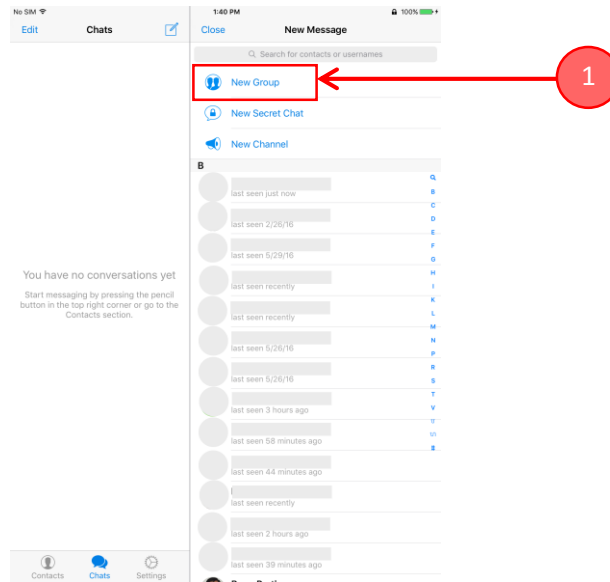 No SIM
1:40 PM
100%
Edit
Chats
Close
New Message
Search for contacts or usernames
New Group
1
New Secret Chat
New Channel
B
last seen just now
last seen 2/26/16
last seen 5/29/16
last seen recently
last seen recently
last seen 5/26/16
last seen 5/26/16
last seen 3 hours ago
last seen 58 minutes ago
last seen 44 minutes ago
last seen recently
last seen 2 hours ago
last seen 39 minutes ago
B
C
D
E
F
G
H
I
K
L
M
N
P
R
S
T
V
#
You have no conversations yet
Start messaging by pressing the pencil
button in the top right corner or go to the
Contacts section.
Contacts
Chats
Settings